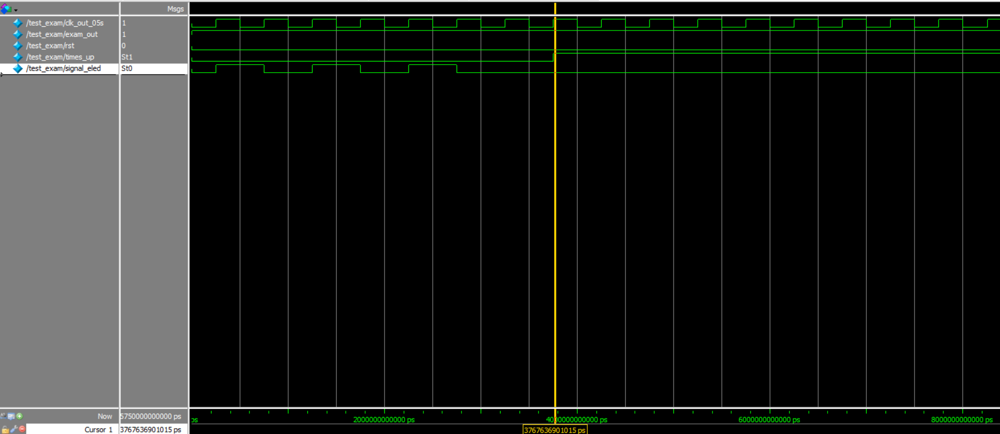 Msgs
/test_exam/clk_out_05s 1
/test_exam/exam_out 1
/test_exam/rst 0
/test_exam/times_up St1
/test_exam/signal_eled St0
Now 5750000000000 ps ps 2000000000000 ps 4000000000000 ps 6000000000000 ps 8000000000000 ps
Cursor 1 3767636901015 ps 3767636901015 ps